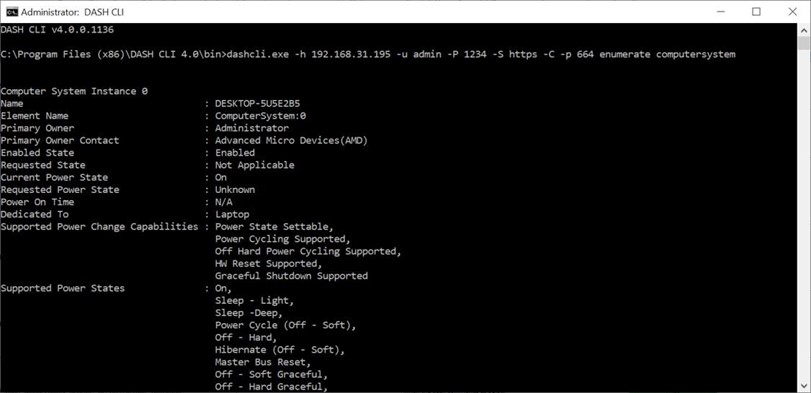 Administrator: DASH CLI
DASH CLI v4.0.0.1136
C:\Program Files (x86)\DASH CLI 4.0\bin>dashcli.exe -h 192.168.31.195 -u admin -P 1234 -S https -C -p 664 enumerate computersystem
Computer System Instance 0
Name : DESKTOP-5U5E2B5
Element Name : ComputerSystem:0
Primary Owner : Administrator
Primary Owner Contact : Advanced Micro Devices(AMD)
Enabled State : Enabled
Requested State : Not Applicable
Current Power State : On
Requested Power State : Unknown
Power On Time : N/A
Dedicated To : Laptop
Supported Power Change Capabilities : Power State Settable,
Power Cycling Supported,
Off Hard Power Cycling Supported,
HW Reset Supported,
Graceful Shutdown Supported
Supported Power States : On,
Sleep - Light,
Sleep -Deep,
Power Cycle (Off - Soft),
Off - Hard,
Hibernate (Off - Soft),
Master Bus Reset,
Off - Soft Graceful,
Off - Hard Graceful,